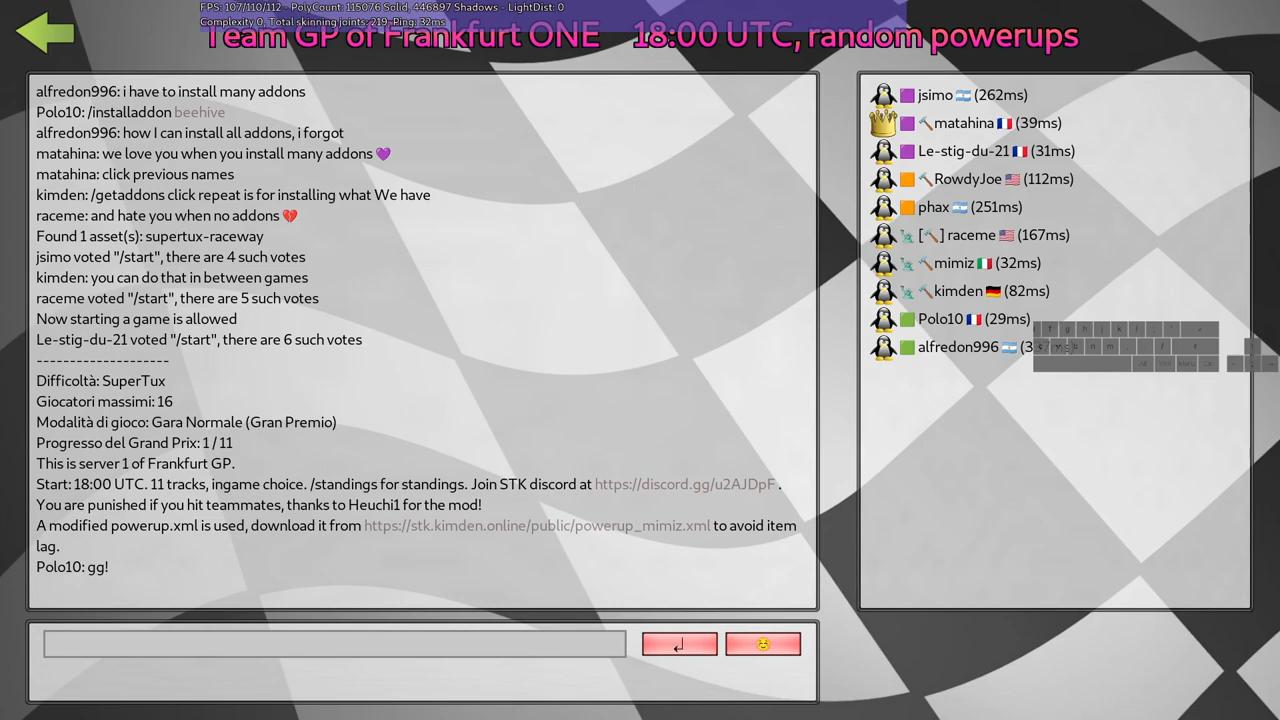 FPS: 107/110/112 - PolyCount: 115076 Solid, 446897 Shadows - LightDist: 0
Complexity 0, Total skinning joints: 219, Ping: 32ms
Team GP of Frankfurt ONE 18:00 UTC, random powerups
alfredon996: i have to install many addons
Polo10: /installaddon beehive
alfredon996: how I can install all addons, i forgot
matahina: we love you when you install many addons 💜
matahina: click previous names
kimden: /getaddons click repeat is for installing what We have
raceme: and hate you when no addons 💔
Found 1 asset(s): supertux-raceway
jsimo voted "/start", there are 4 such votes
kimden: you can do that in between games
raceme voted "/start", there are 5 such votes
Now starting a game is allowed
Le-stig-du-21 voted "/start", there are 6 such votes
--------------------
Difficoltà: SuperTux
Giocatori massimi: 16
Modalità di gioco: Gara Normale (Gran Premio)
Progresso del Grand Prix: 1 / 11
This is server 1 of Frankfurt GP.
Start: 18:00 UTC. 11 tracks, ingame choice. /standings for standings. Join STK discord at https://discord.gg/u2AJDpF .
You are punished if you hit teammates, thanks to Heuchi1 for the mod!
A modified powerup.xml is used, download it from https://stk.kimden.online/public/powerup_mimiz.xml to avoid item
lag.
Polo10: gg!
jsimo 🇦🇷 (262ms)
🔨matahina 🇫🇷 (39ms)
Le-stig-du-21 🇫🇷 (31ms)
🔨RowdyJoe 🇺🇸 (112ms)
phax 🇦🇷 (251ms)
🗽 [🔨] raceme 🇺🇸 (167ms)
🗽 🔨mimiz 🇮🇹 (32ms)
🗽 🔨kimden 🇩🇪 (82ms)
Polo10 🇫🇷 (29ms)
alfredon996 🇦🇷